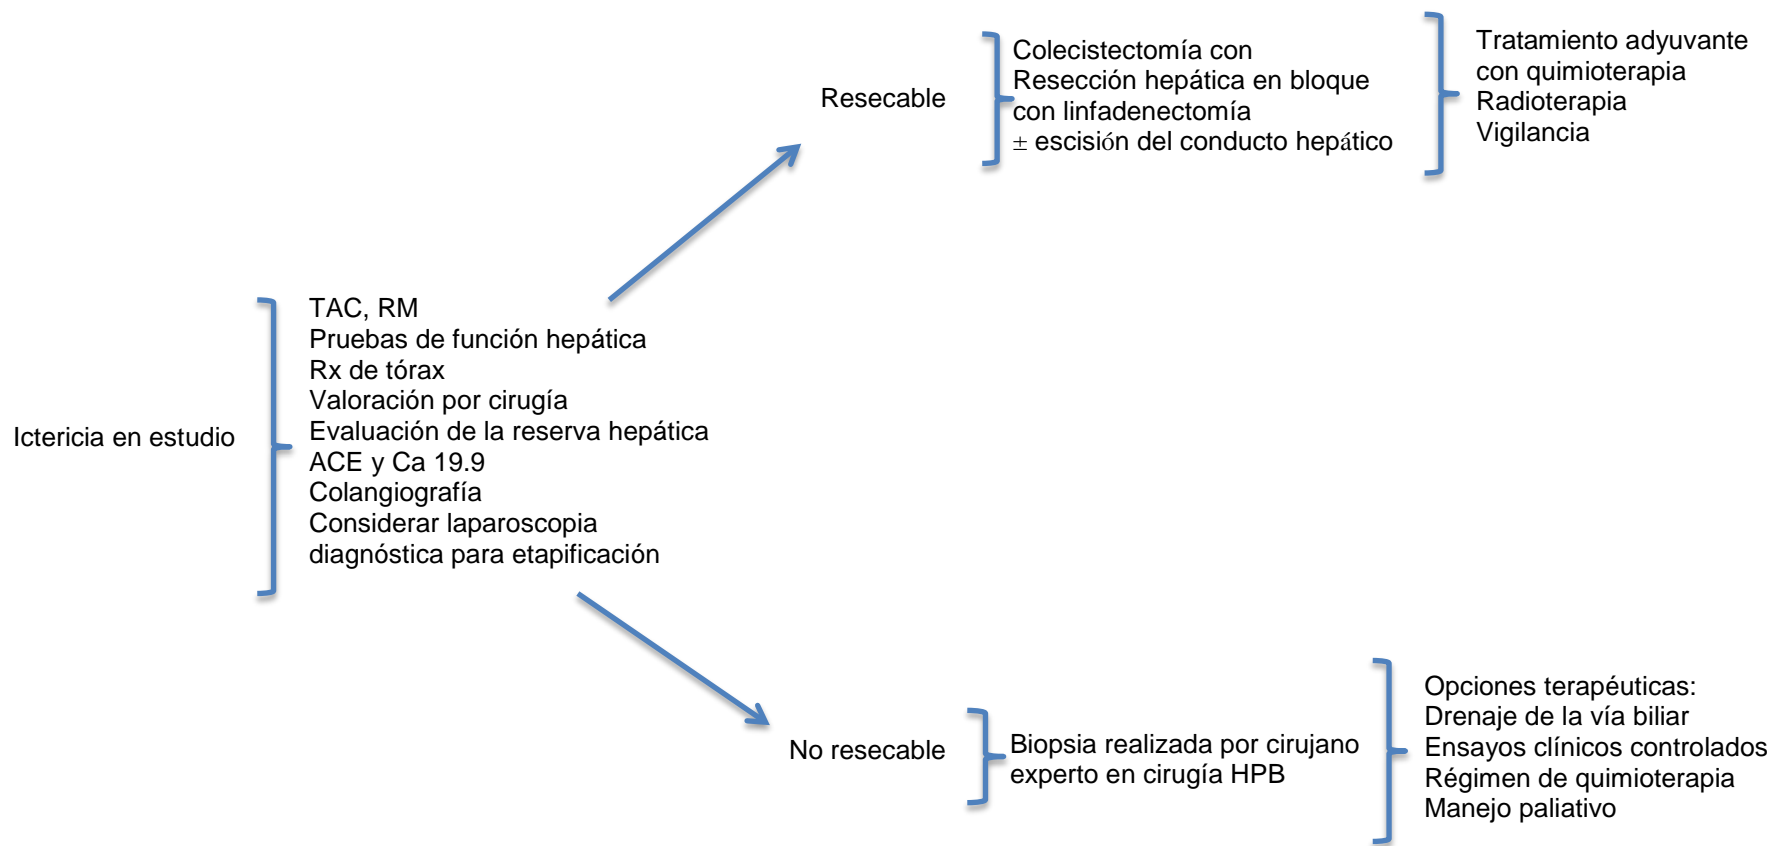 Ictericia en estudio
TAC, RM
Pruebas de función hepática
Rx de tórax
Valoración por cirugía
Evaluación de la reserva hepática
ACE y Ca 19.9
Colangiografía
Considerar laparoscopia
diagnóstica para etapificación
Resecable
Colecistectomía con
Resección hepática en bloque
con linfadenectomía
± escisión del conducto hepático
Tratamiento adyuvante
con quimioterapia
Radioterapia
Vigilancia
No resecable
Biopsia realizada por cirujano
experto en cirugía HPB
Opciones terapéuticas:
Drenaje de la vía biliar
Ensayos clínicos controlados
Régimen de quimioterapia
Manejo paliativo